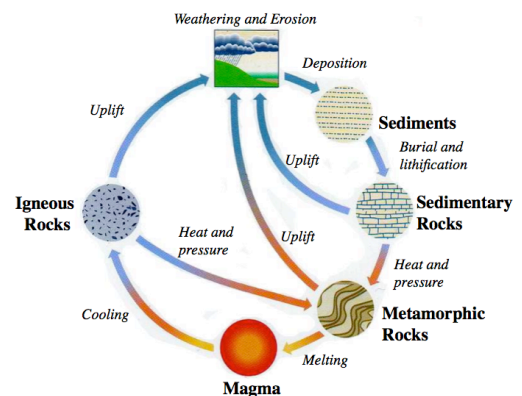 Weathering and Erosion
Deposition
Uplift
Sediments
Burial and
lithification
Uplift
Igneous
Rocks
Sedimentary
Rocks
Heat and
pressure
Uplift
Heat and
pressure
Cooling
Metamorphic
Rocks
Melting
Magma